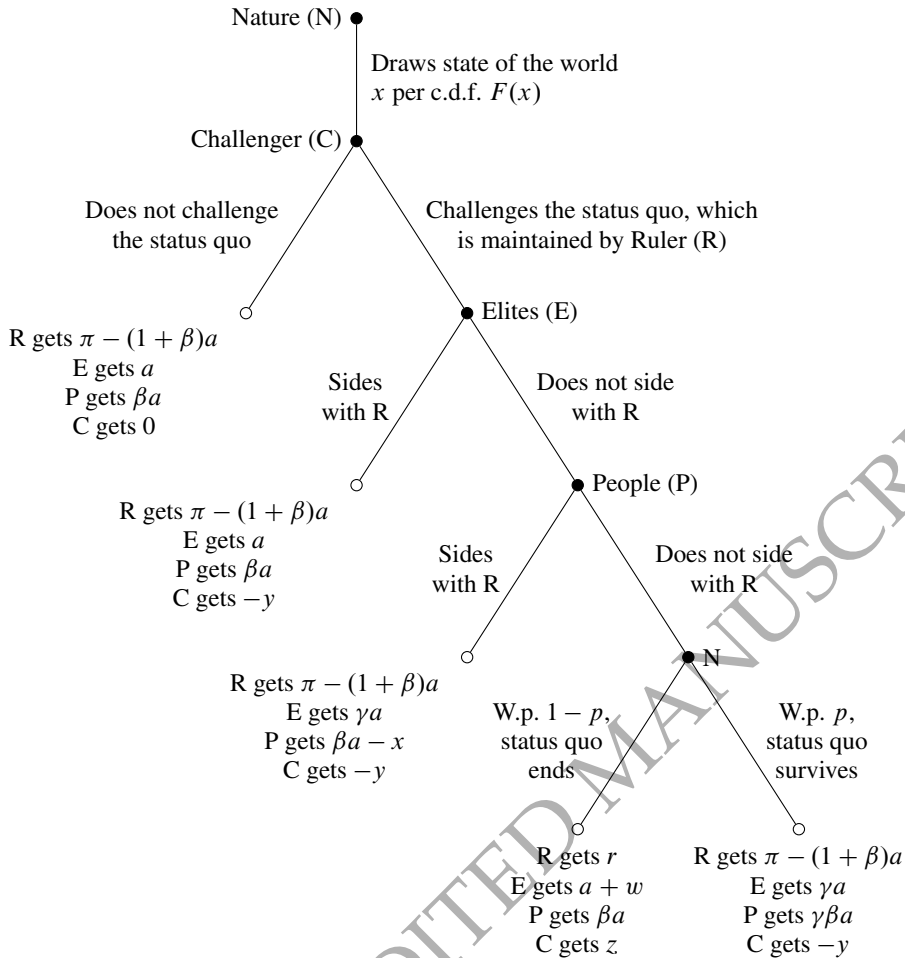 Nature (N)
Draws state of the world
x per c.d.f. F(x)
Challenger (C)
Does not challenge
the status quo
Challenges the status quo, which
is maintained by Ruler (R)
Elites (E)
R gets π − (1 + β)a
E gets a
P gets βa
C gets 0
Sides
with R
Does not side
with R
People (P)
R gets π − (1 + β)a
E gets a
P gets βa
C gets −y
Sides
with R
Does not side
with R
N
R gets π − (1 + β)a
E gets γa
P gets βa − x
C gets −y
W.p. 1 − p,
status quo
ends
W.p. p,
status quo
survives
R gets r
E gets a + w
P gets βa
C gets z
R gets π − (1 + β)a
E gets γa
P gets γβa
C gets −y
DITED MANUSCRI